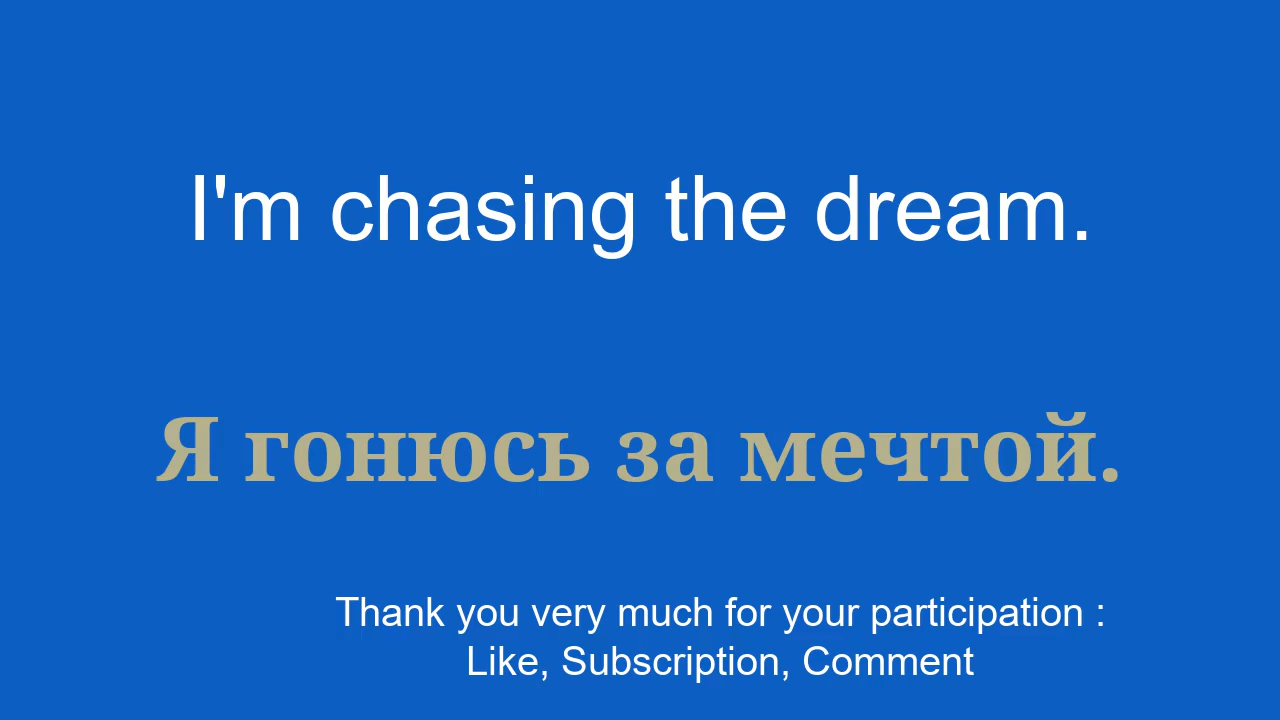 I'm chasing the dream.
Я гонюсь за мечтой.
Thank you very much for your participation :
Like, Subscription, Comment